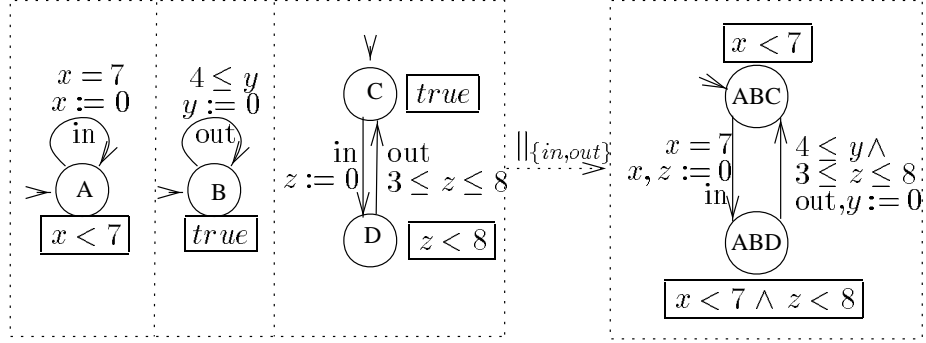 x = 7
x := 0
in
A
x < 7
4 ≤ y
y := 0
out
B
true
C
true
in
z := 0
out
3 ≤ z ≤ 8
D
z < 8
||{in,out}
x < 7
ABC
x = 7
x, z := 0
in
4 ≤ y ∧
3 ≤ z ≤ 8
out,y := 0
ABD
x < 7 ∧ z < 8